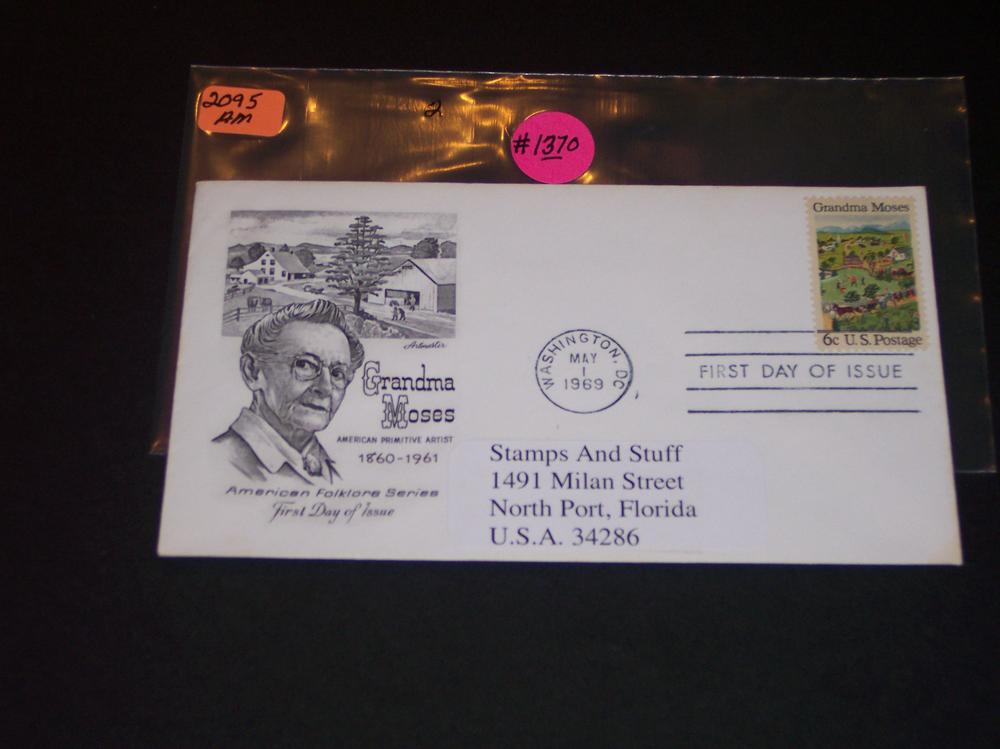 2095
AM
2
#1370
Grandma Moses
6c U.S. Postage
Artmaster
WASHINGTON, DC
MAY
1
1969
FIRST DAY OF ISSUE
Grandma
Moses
AMERICAN PRIMITIVE ARTIST
1860-1961
American Folklore Series
First Day of Issue
Stamps And Stuff
1491 Milan Street
North Port, Florida
U.S.A. 34286